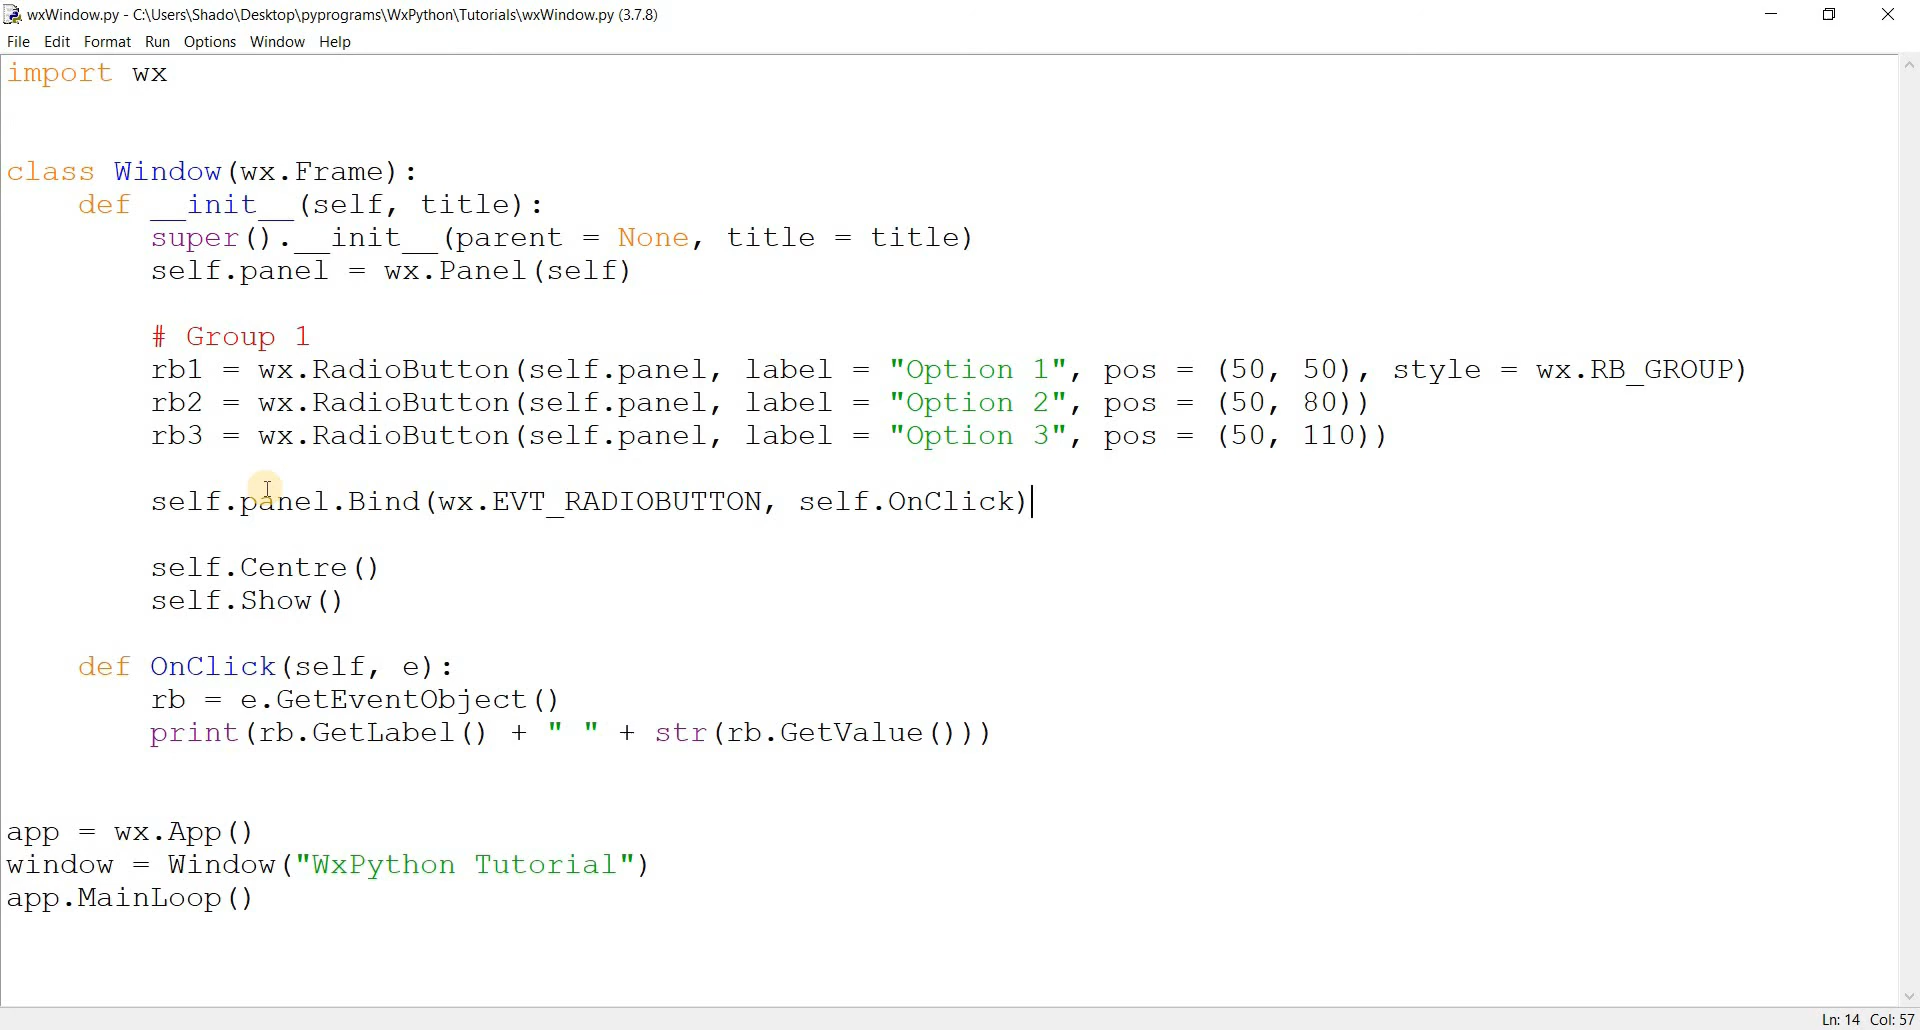 wxWindow.py - C:\Users\Shado\Desktop\pyprograms\WxPython\Tutorials\wxWindow.py (3.7.8)
File Edit Format Run Options Window Help
import wx
class Window(wx.Frame):
    def __init__(self, title):
        super().__init__(parent = None, title = title)
        self.panel = wx.Panel(self)
        # Group 1
        rb1 = wx.RadioButton(self.panel, label = "Option 1", pos = (50, 50), style = wx.RB_GROUP)
        rb2 = wx.RadioButton(self.panel, label = "Option 2", pos = (50, 80))
        rb3 = wx.RadioButton(self.panel, label = "Option 3", pos = (50, 110))
        self.panel.Bind(wx.EVT_RADIOBUTTON, self.OnClick)
        self.Centre()
        self.Show()
    def OnClick(self, e):
        rb = e.GetEventObject()
        print(rb.GetLabel() + " " + str(rb.GetValue()))
app = wx.App()
window = Window("WxPython Tutorial")
app.MainLoop()
Ln: 14 Col: 57